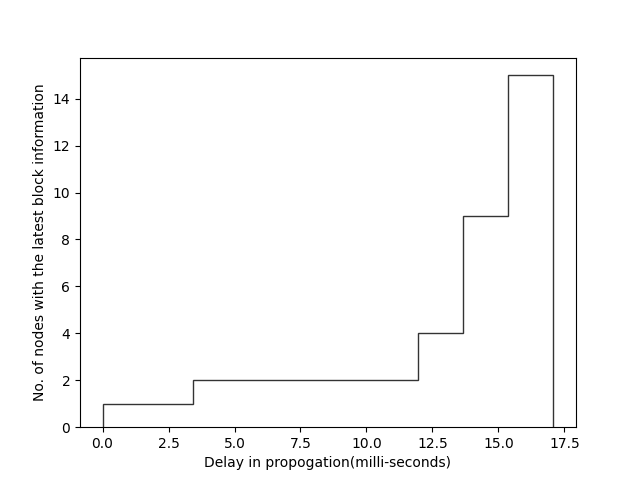 14
12
10
8
6
4
2
0
No. of nodes with the latest block information
0.0 2.5 5.0 7.5 10.0 12.5 15.0 17.5
Delay in propogation(milli-seconds)